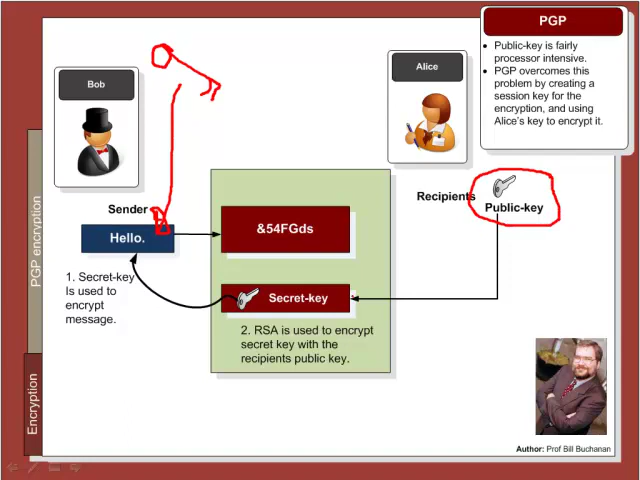 PGP
Public-key is fairly
processor intensive.
PGP overcomes this
problem by creating a
session key for the
encryption, and using
Alice's key to encrypt it.
Bob
Alice
Sender
Hello.
&54FGds
Recipients
Public-key
1. Secret-key
Is used to
encrypt
message.
Secret-key
2. RSA is used to encrypt
secret key with the
recipients public key.
PGP encryption
Encryption
Author: Prof Bill Buchanan